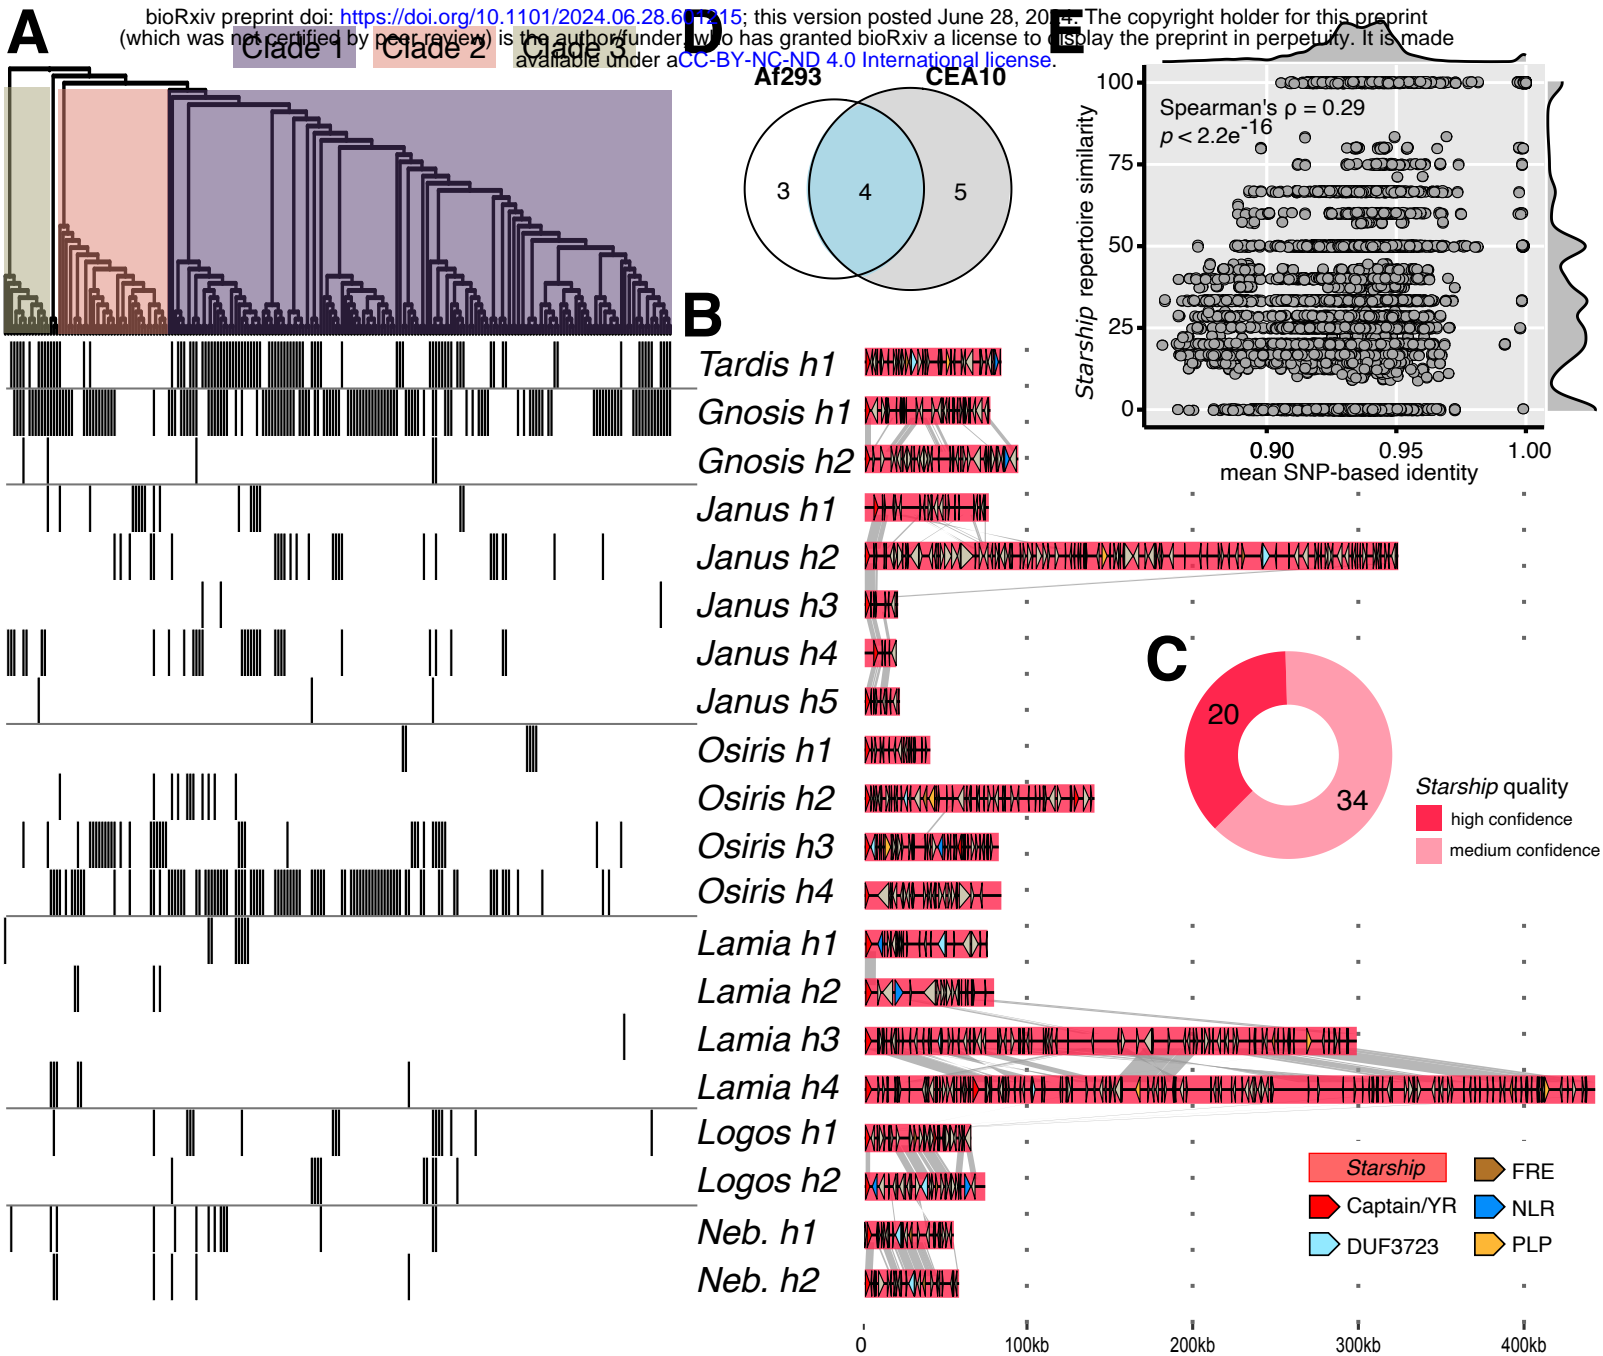 bioRxiv preprint doi: https://doi.org/10.1101/2024.06.28.601215; this version posted June 28, 2024. The copyright holder for this preprint
(which was not certified by peer review) is the author/funder, who has granted bioRxiv a license to display the preprint in perpetuity. It is made
available under aCC-BY-NC-ND 4.0 International license.
A
Clade 1
Clade 2
Clade 3
D
Af293
CEA10
3
4
5
E
Spearman's ρ = 0.29
p < 2.2e-16
Starship repertoire similarity
100
75
50
25
0
0.90
0.95
1.00
mean SNP-based identity
B
Tardis h1
Gnosis h1
Gnosis h2
Janus h1
Janus h2
Janus h3
Janus h4
Janus h5
Osiris h1
Osiris h2
Osiris h3
Osiris h4
Lamia h1
Lamia h2
Lamia h3
Lamia h4
Logos h1
Logos h2
Neb. h1
Neb. h2
C
20
34
Starship quality
high confidence
medium confidence
Starship
Captain/YR
DUF3723
FRE
NLR
PLP
0
100kb
200kb
300kb
400kb